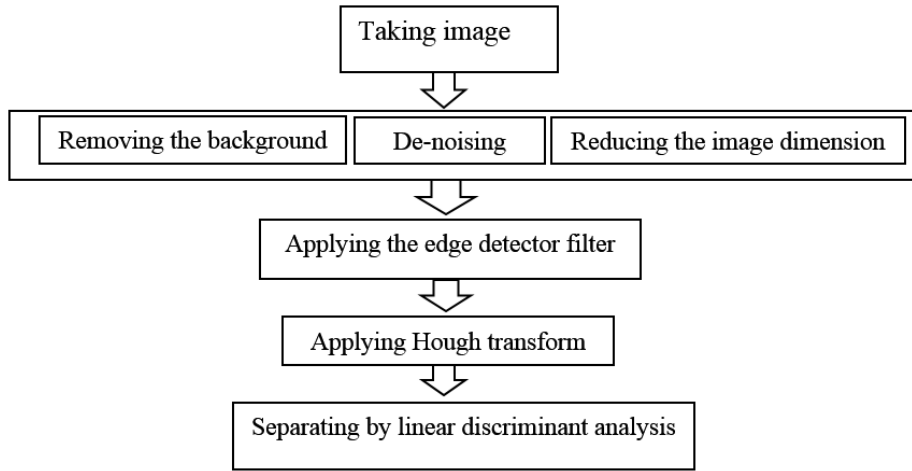 Taking image
Removing the background
De-noising
Reducing the image dimension
Applying the edge detector filter
Applying Hough transform
Separating by linear discriminant analysis